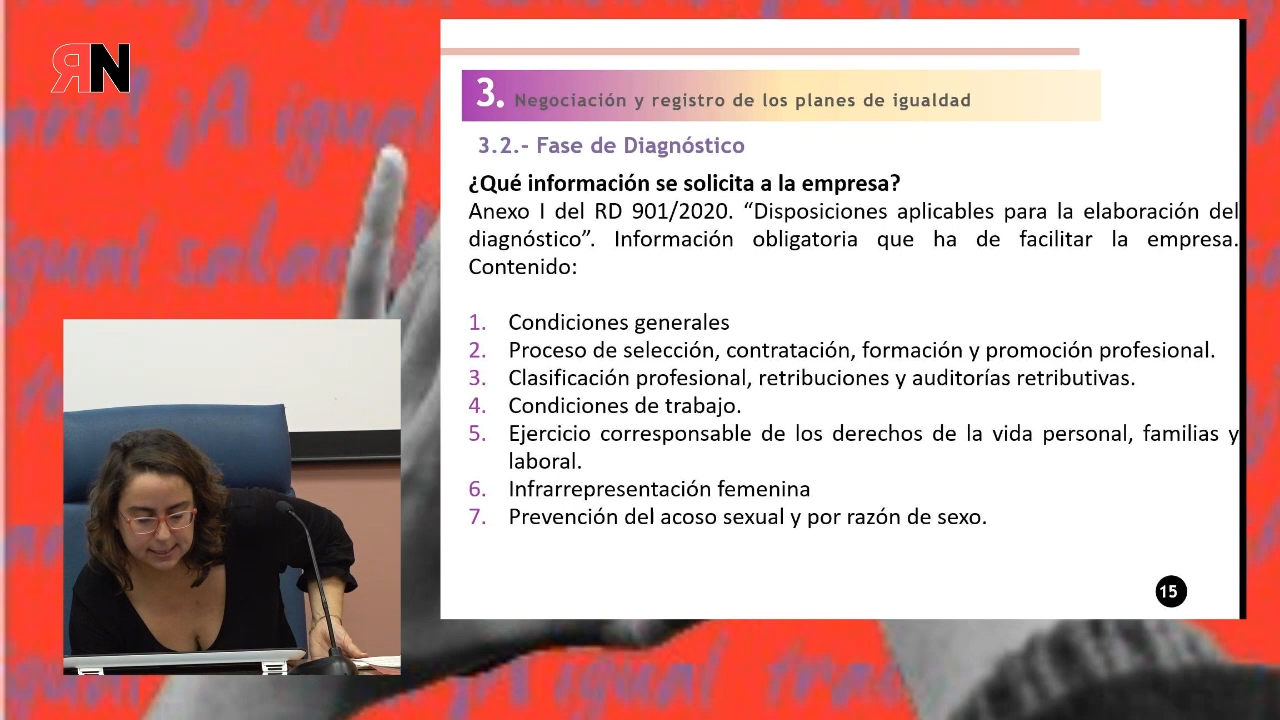 ЯN
3. Negociación y registro de los planes de igualdad
3.2.- Fase de Diagnóstico
¿Qué información se solicita a la empresa?
Anexo I del RD 901/2020. “Disposiciones aplicables para la elaboración del
diagnóstico”. Información obligatoria que ha de facilitar la empresa.
Contenido:
1. Condiciones generales
2. Proceso de selección, contratación, formación y promoción profesional.
3. Clasificación profesional, retribuciones y auditorías retributivas.
4. Condiciones de trabajo.
5. Ejercicio corresponsable de los derechos de la vida personal, familias y
laboral.
6. Infrarrepresentación femenina
7. Prevención del acoso sexual y por razón de sexo.
15
¡A igual
¡A igual